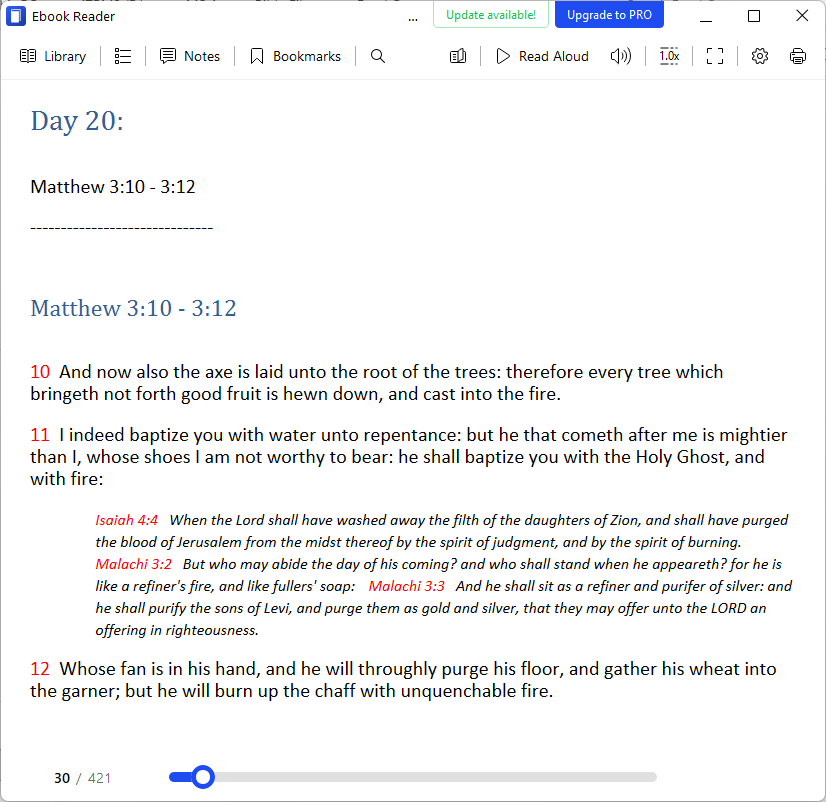 Ebook Reader
...
Update available!
Upgrade to PRO
Library
Notes
Bookmarks
Read Aloud
1.0x
Day 20:
Matthew 3:10 - 3:12
------------------------------
Matthew 3:10 - 3:12
10 And now also the axe is laid unto the root of the trees: therefore every tree which
bringeth not forth good fruit is hewn down, and cast into the fire.
11 I indeed baptize you with water unto repentance: but he that cometh after me is mightier
than I, whose shoes I am not worthy to bear: he shall baptize you with the Holy Ghost, and
with fire:
Isaiah 4:4 When the Lord shall have washed away the filth of the daughters of Zion, and shall have purged
the blood of Jerusalem from the midst thereof by the spirit of judgment, and by the spirit of burning.
Malachi 3:2 But who may abide the day of his coming? and who shall stand when he appeareth? for he is
like a refiner's fire, and like fullers' soap: Malachi 3:3 And he shall sit as a refiner and purifer of silver: and
he shall purify the sons of Levi, and purge them as gold and silver, that they may offer unto the LORD an
offering in righteousness.
12 Whose fan is in his hand, and he will throughly purge his floor, and gather his wheat into
the garner; but he will burn up the chaff with unquenchable fire.
30 / 421